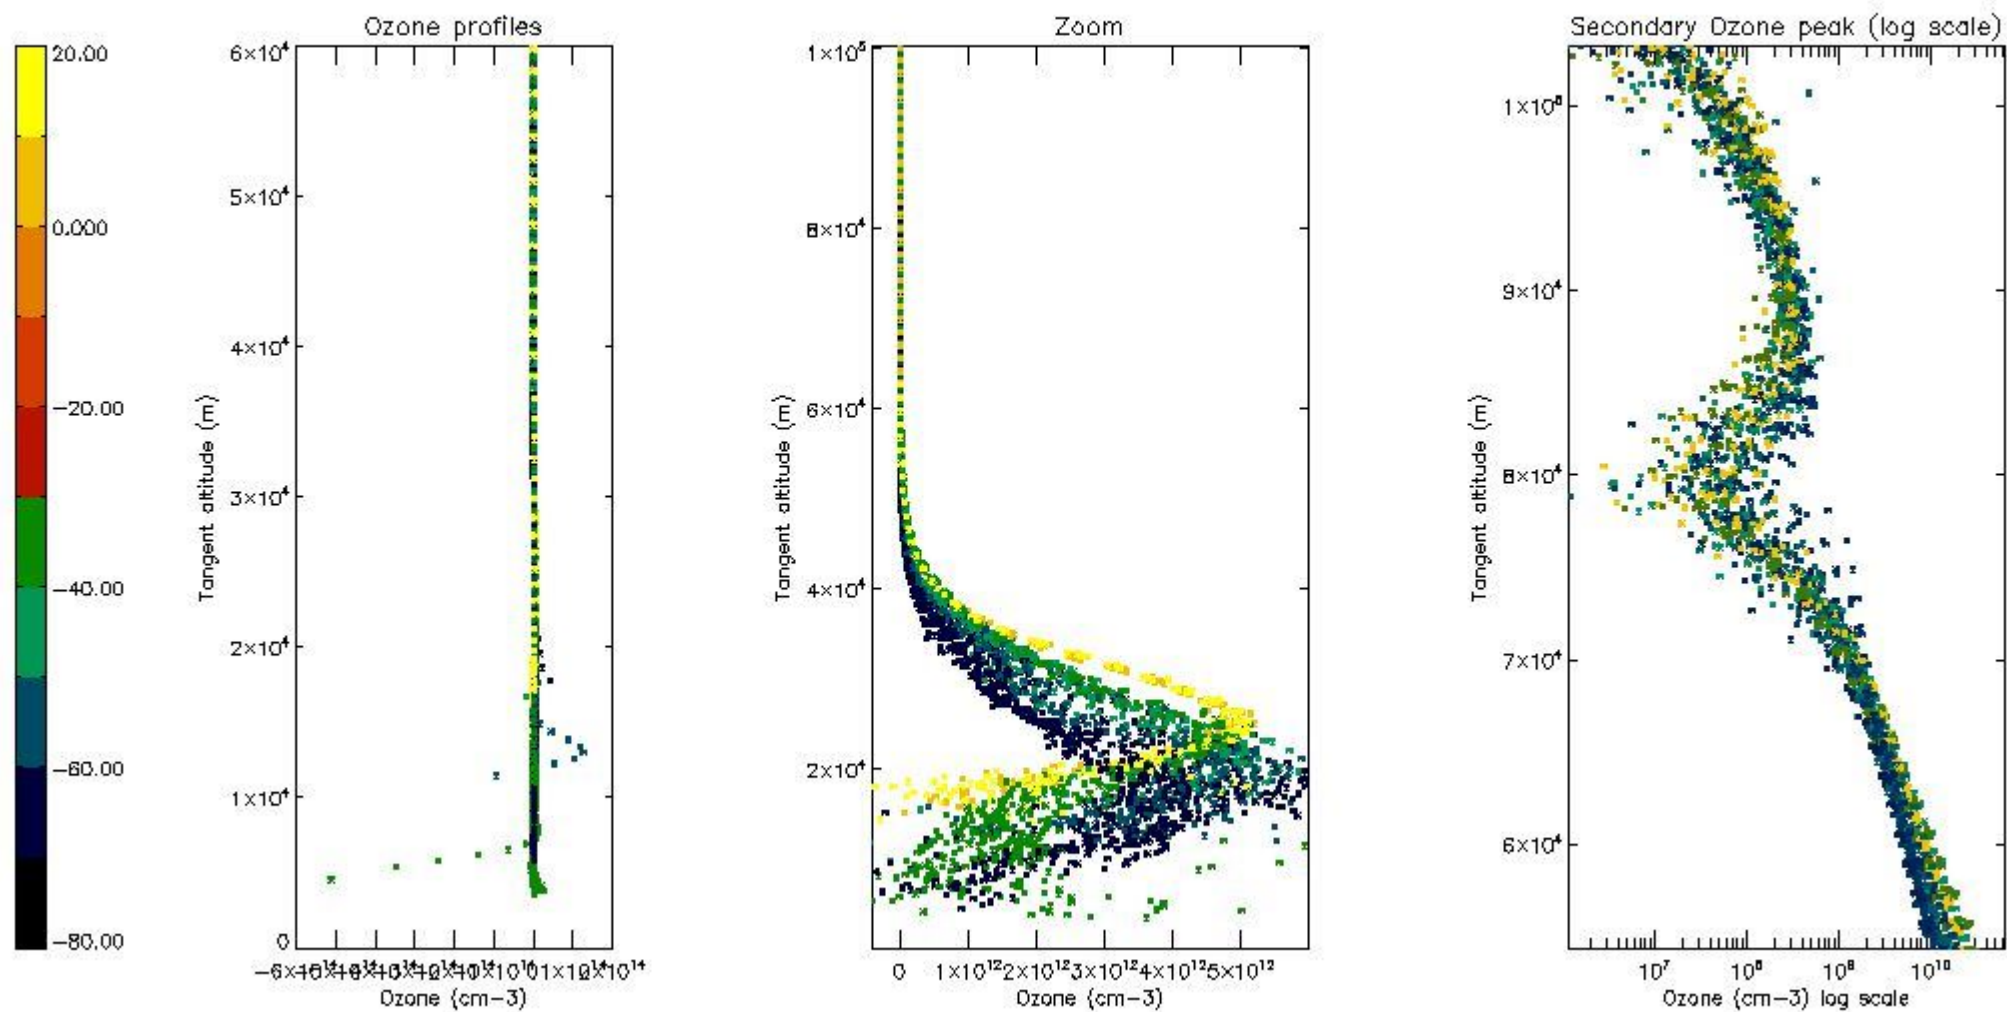 Ozone profiles
Zoom
Secondary Ozone peak (log scale)
20.00
0.000
−20.00
−40.00
−60.00
−80.00
6×10⁴
5×10⁴
4×10⁴
3×10⁴
2×10⁴
1×10⁴
0
Tangent altitude (m)
Ozone (cm−3)
1×10⁵
8×10⁴
6×10⁴
4×10⁴
2×10⁴
Tangent altitude (m)
0 1×10¹² 2×10¹² 3×10¹² 4×10¹² 5×10¹²
Ozone (cm−3)
9×10⁴
8×10⁴
7×10⁴
6×10⁴
Tangent altitude (m)
10⁷ 10⁸ 10⁹ 10¹⁰
Ozone (cm−3) log scale